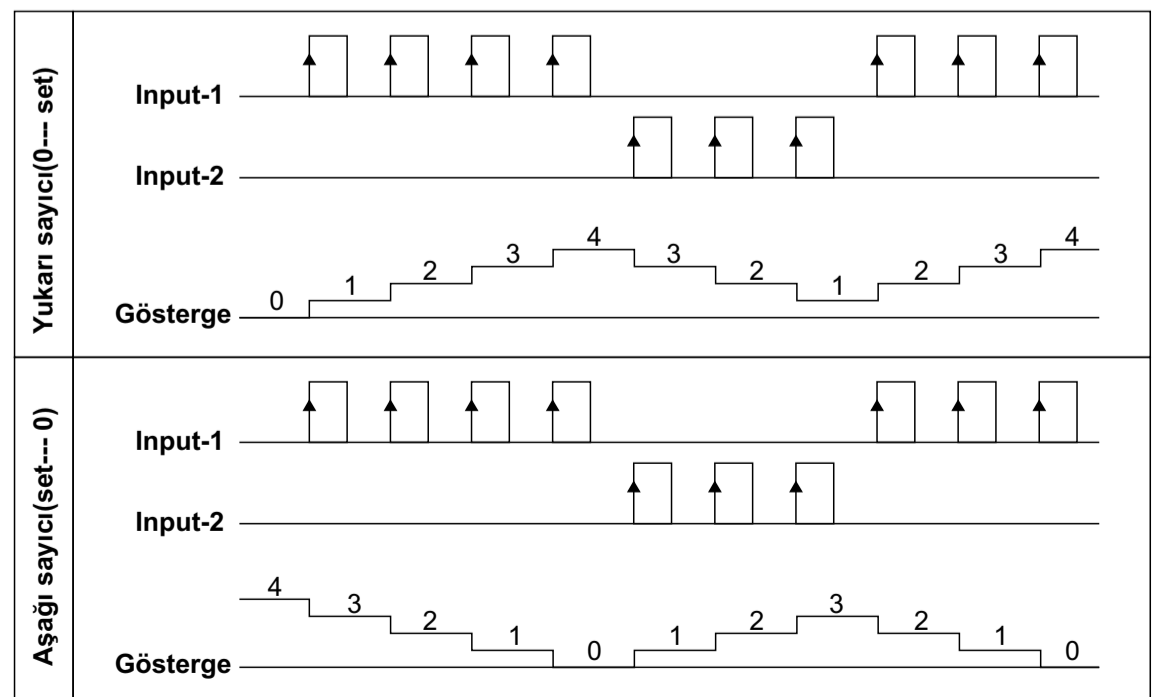 Yukarı sayıcı(0--- set)
Input-1
Input-2
4
4
3
3
3
2
2
2
1
1
0
Gösterge
Aşağı sayıcı(set--- 0)
Input-1
Input-2
4
3
3
2
2
2
1
1
1
0
0
Gösterge